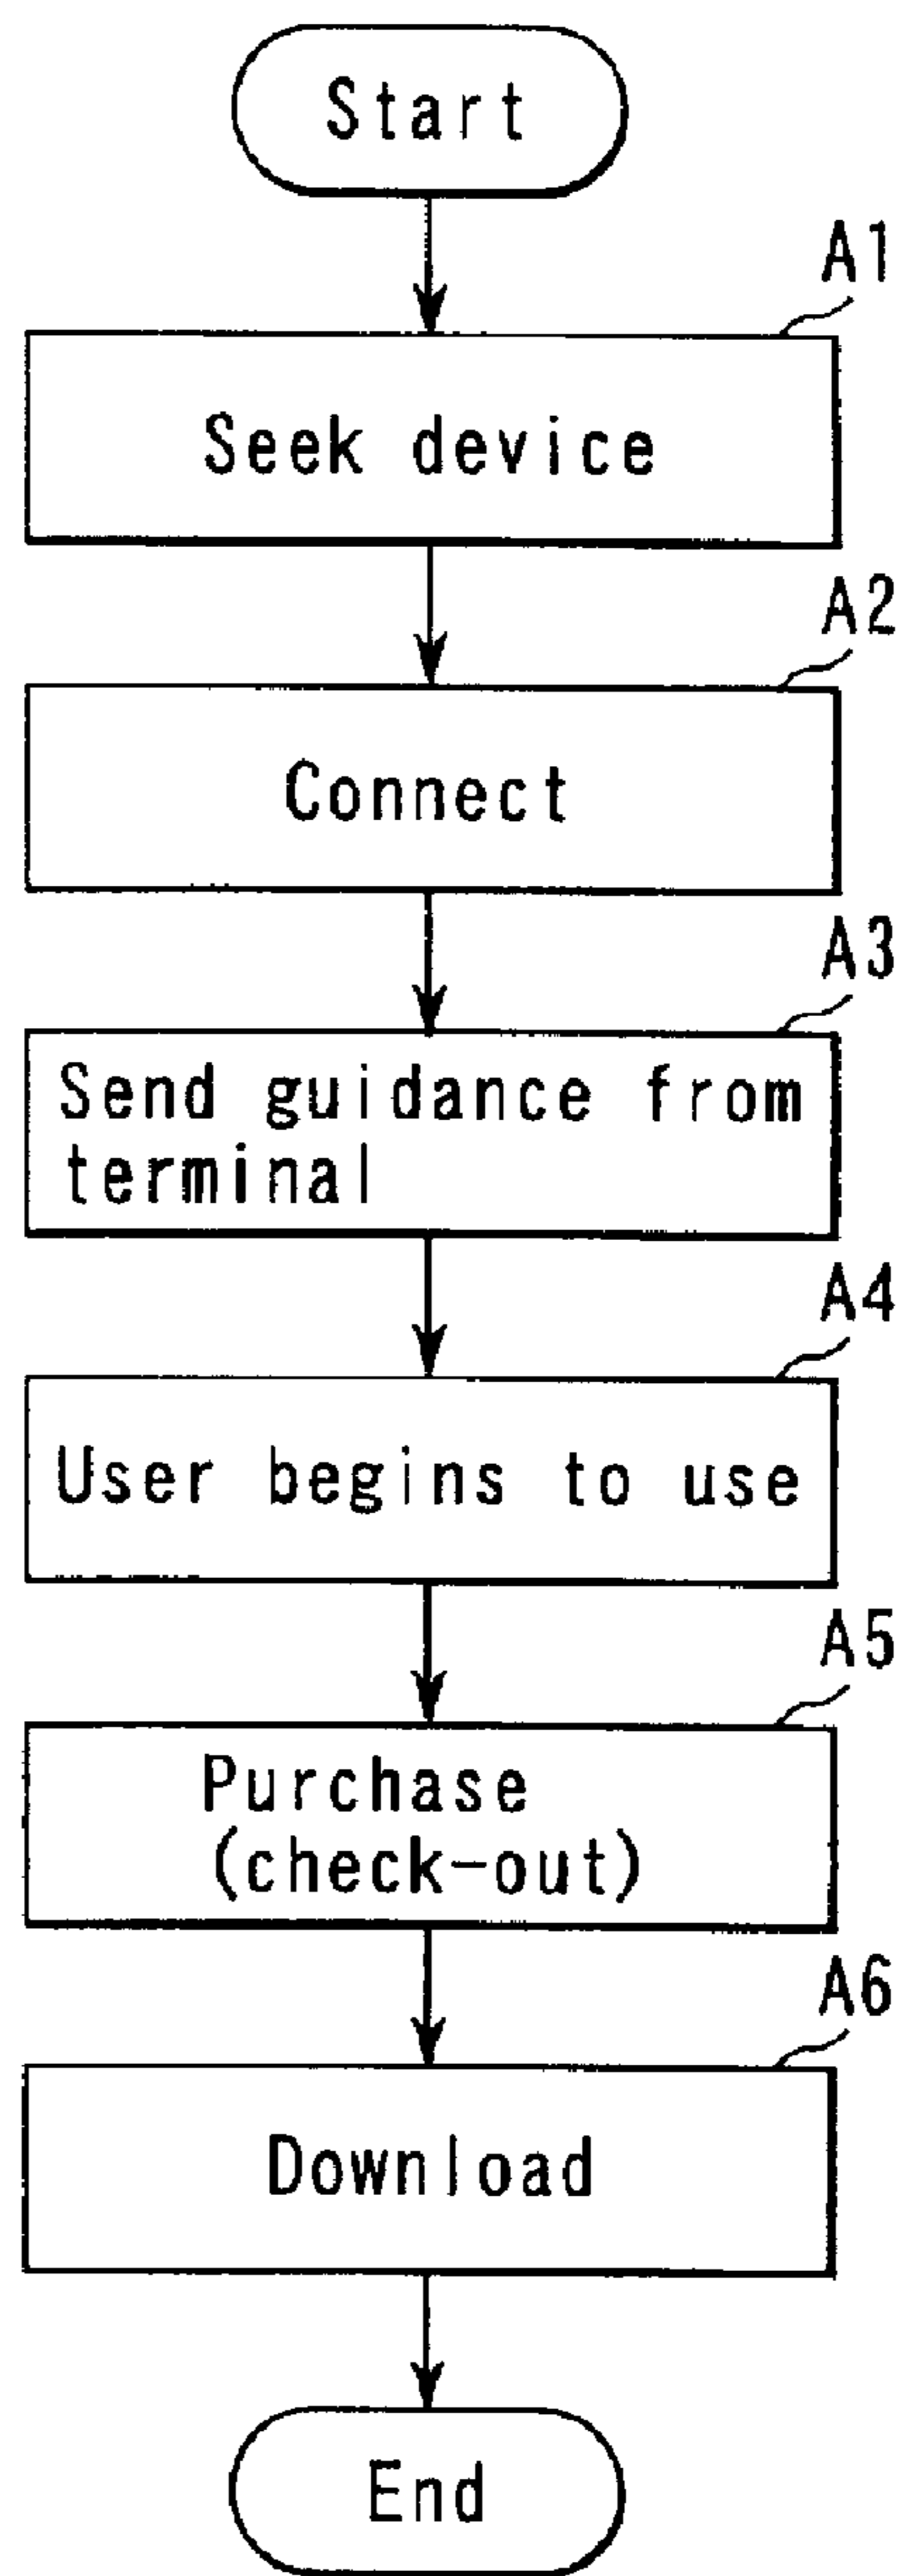 Start
A1
Seek device
A2
Connect
A3
Send guidance from
terminal
A4
User begins to use
A5
Purchase
(check-out)
A6
Download
End